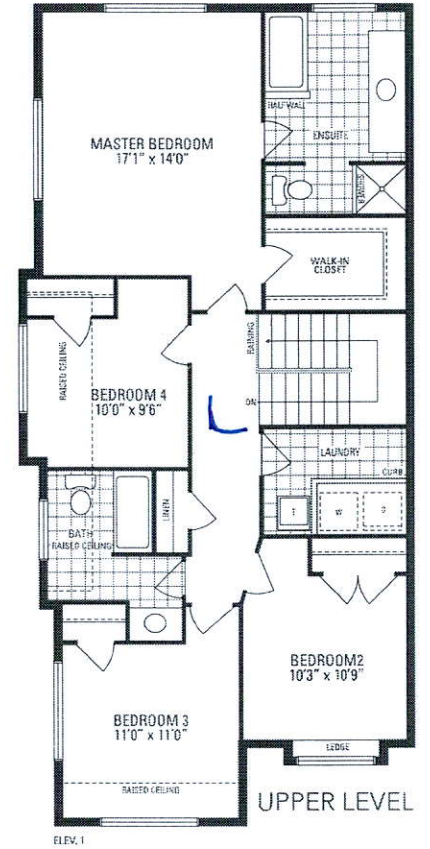 HALFWALL
ENSUITE
MASTER BEDROOM
17'1" x 14'0"
SHOWER
WALK-IN
CLOSET
RAILING
RAISED CEILING
BEDROOM 4
10'0" x 9'6"
DN
LAUNDRY
CURB
LINEN
T
W
D
BATH
RAISED CEILING
BEDROOM2
10'3" x 10'9"
BEDROOM 3
11'0" x 11'0"
LEDGE
RAISED CEILING
UPPER LEVEL
ELEV. 1